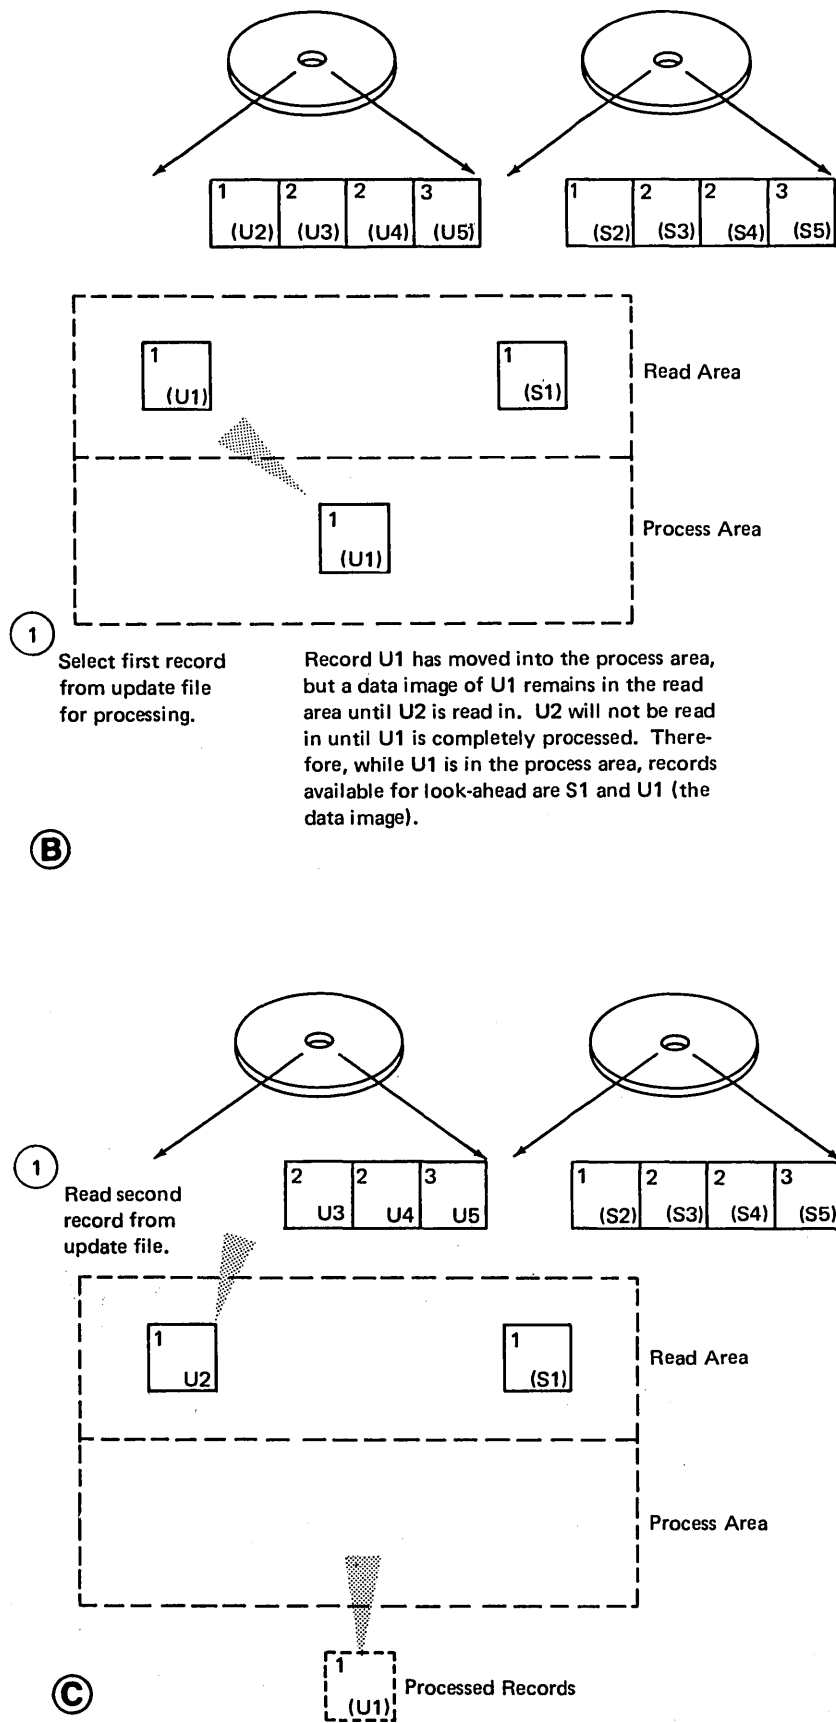 1 2 2 3 1 2 2 3
(U2) (U3) (U4) (U5) (S2) (S3) (S4) (S5)
1 1
(U1) (S1)
Read Area
1
(U1)
Process Area
1
Select first record
from update file
for processing.
Record U1 has moved into the process area,
but a data image of U1 remains in the read
area until U2 is read in. U2 will not be read
in until U1 is completely processed. There-
fore, while U1 is in the process area, records
available for look-ahead are S1 and U1 (the
data image).
B
1
Read second
record from
update file.
2 2 3 1 2 2 3
U3 U4 U5 (S2) (S3) (S4) (S5)
1 1
U2 (S1)
Read Area
Process Area
1
(U1)
Processed Records
C